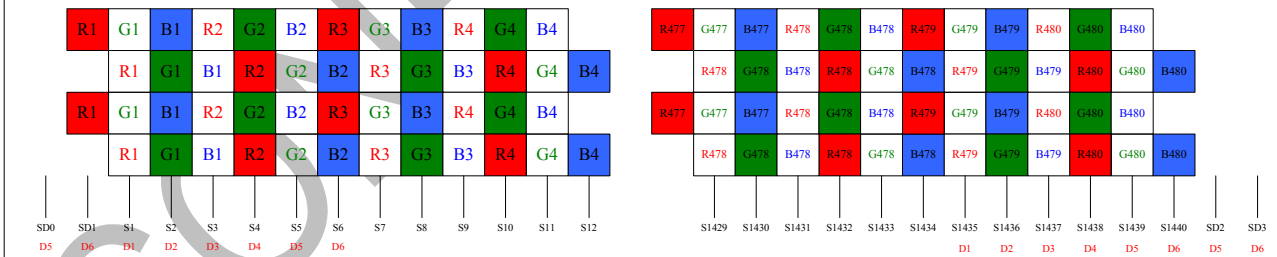 R1 G1 B1 R2 G2 B2 R3 G3 B3 R4 G4 B4 R477 G477 B477 R478 G478 B478 R479 G479 B479 R480 G480 B480
R1 G1 B1 R2 G2 B2 R3 G3 B3 R4 G4 B4 R478 G478 B478 R478 G478 B478 R479 G479 B479 R480 G480 B480
R1 G1 B1 R2 G2 B2 R3 G3 B3 R4 G4 B4 R477 G477 B477 R478 G478 B478 R479 G479 B479 R480 G480 B480
R1 G1 B1 R2 G2 B2 R3 G3 B3 R4 G4 B4 R478 G478 B478 R478 G478 B478 R479 G479 B479 R480 G480 B480
SD0 SD1 S1 S2 S3 S4 S5 S6 S7 S8 S9 S10 S11 S12 S1429 S1430 S1431 S1432 S1433 S1434 S1435 S1436 S1437 S1438 S1439 S1440 SD2 SD3
D5 D6 D1 D2 D3 D4 D5 D6 D1 D2 D3 D4 D5 D6 D5 D6